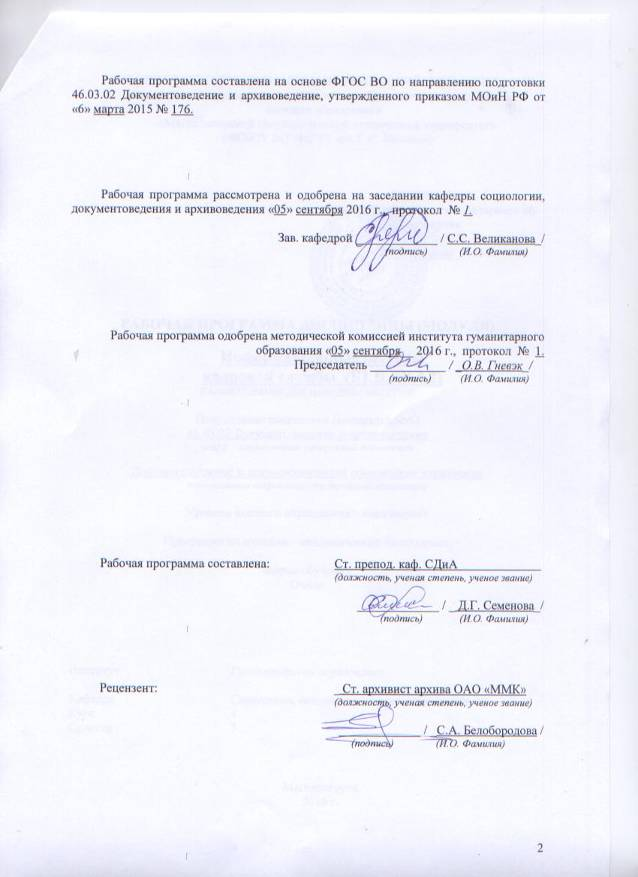 Рабочая программа составлена на основе ФГОС ВО по направлению подготовки
46.03.02 Документоведение и архивоведение, утвержденного приказом МОиН РФ от
«6» марта 2015 № 176.
Рабочая программа рассмотрена и одобрена на заседании кафедры социологии,
документоведения и архивоведения «05» сентября 2016 г., протокол № 1.
Зав. кафедрой / С.С. Великанова /
(подпись) (И.О. Фамилия)
Рабочая программа одобрена методической комиссией института гуманитарного
образования «05» сентября 2016 г., протокол № 1.
Председатель / О.В. Гневэк /
(подпись) (И.О. Фамилия)
Рабочая программа составлена: Ст. препод. каф. СДиА
(должность, ученая степень, ученое звание)
/ Д.Г. Семенова /
(подпись) (И.О. Фамилия)
Рецензент: Ст. архивист архива ОАО «ММК»
(должность, ученая степень, ученое звание)
/ С.А. Белобородова /
(подпись) (И.О. Фамилия)
2